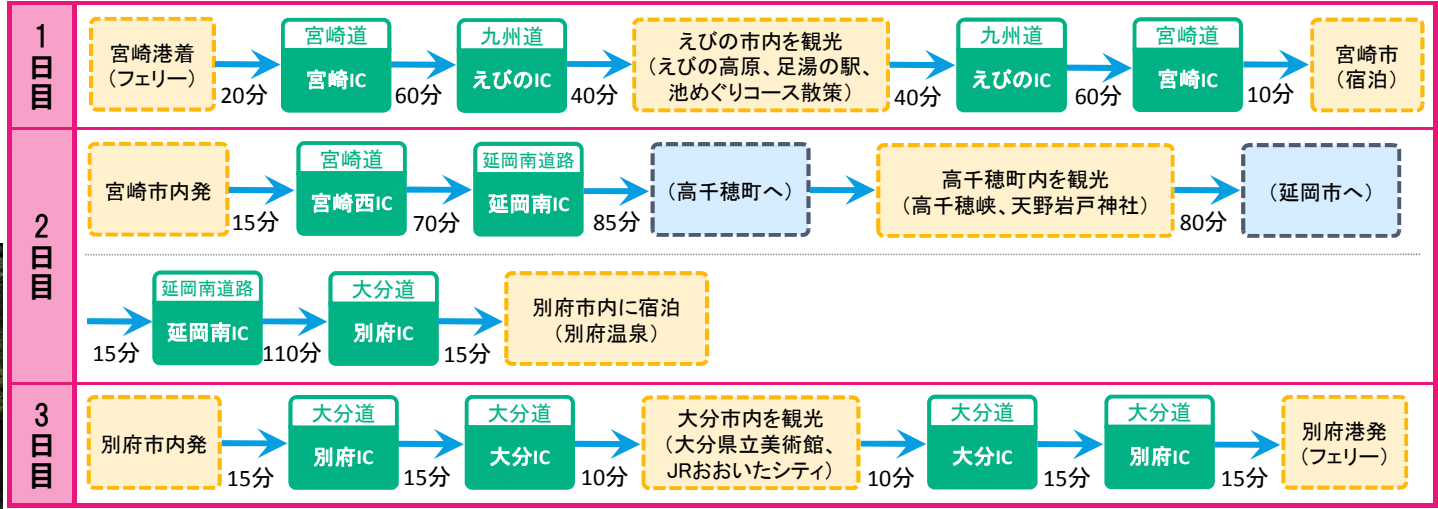 1
日
目
宮崎港着
(フェリー)
20分
宮崎道
宮崎IC
60分
九州道
えびのIC
40分
えびの市内を観光
(えびの高原、足湯の駅、
池めぐりコース散策)
40分
九州道
えびのIC
60分
宮崎道
宮崎IC
10分
宮崎市
(宿泊)
2
日
目
宮崎市内発
15分
宮崎道
宮崎西IC
70分
延岡南道路
延岡南IC
85分
(高千穂町へ)
高千穂町内を観光
(高千穂峡、天野岩戸神社)
80分
(延岡市へ)
15分
延岡南道路
延岡南IC
110分
大分道
別府IC
15分
別府市内に宿泊
(別府温泉)
3
日
目
別府市内発
15分
大分道
別府IC
15分
大分道
大分IC
10分
大分市内を観光
(大分県立美術館、
JRおおいたシティ)
10分
大分道
大分IC
15分
大分道
別府IC
15分
別府港発
(フェリー)